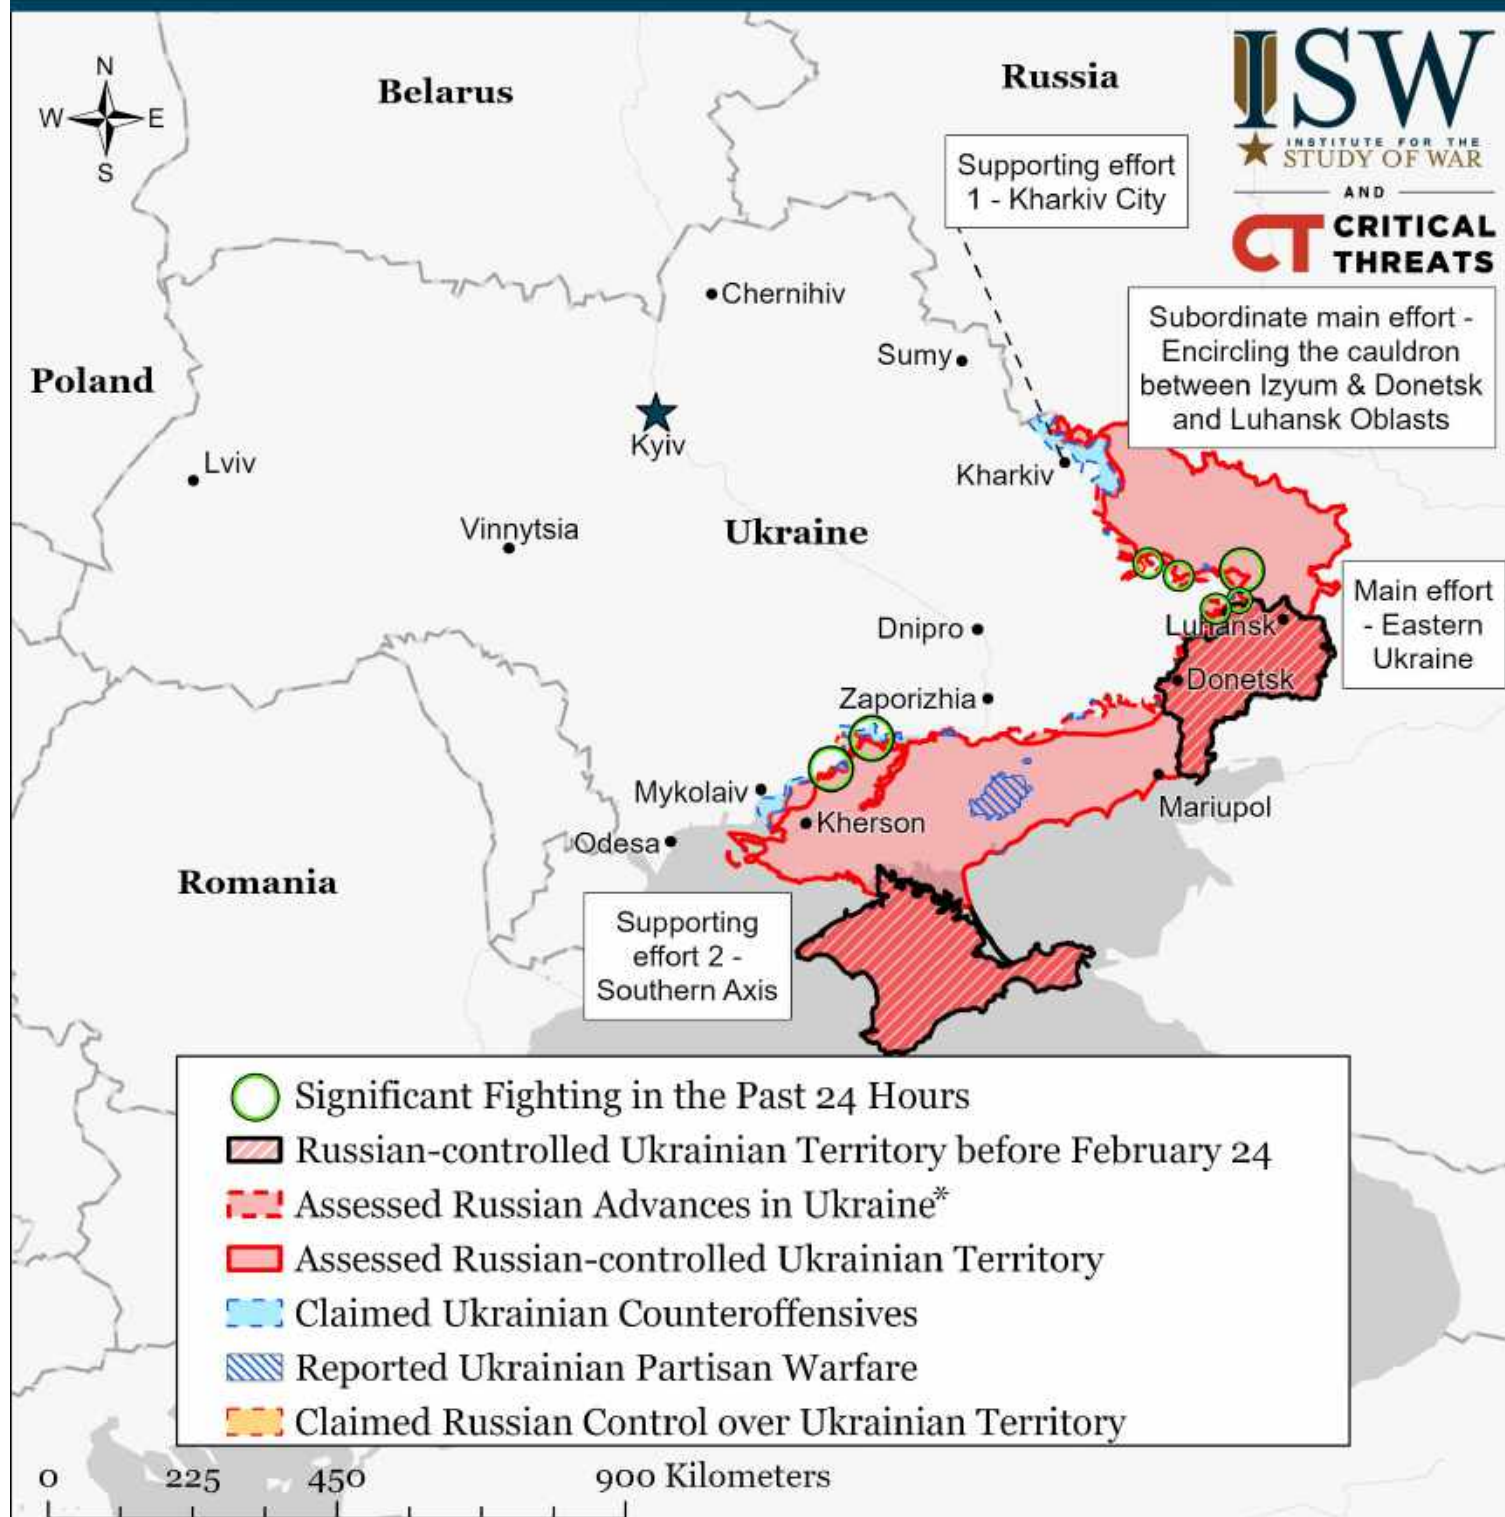 N
W E
S
Belarus
Russia
ISW
INSTITUTE FOR THE
STUDY OF WAR
AND
CT CRITICAL
THREATS
Supporting effort
1 - Kharkiv City
Chernihiv
Subordinate main effort -
Encircling the cauldron
between Izyum & Donetsk
and Luhansk Oblasts
Sumy
Poland
Kyiv
Lviv
Kharkiv
Vinnytsia
Ukraine
Main effort
- Eastern
Ukraine
Dnipro
Luhansk
Donetsk
Zaporizhia
Mykolaiv
Mariupol
Kherson
Odesa
Romania
Supporting
effort 2 -
Southern Axis
Significant Fighting in the Past 24 Hours
Russian-controlled Ukrainian Territory before February 24
Assessed Russian Advances in Ukraine*
Assessed Russian-controlled Ukrainian Territory
Claimed Ukrainian Counteroffensives
Reported Ukrainian Partisan Warfare
Claimed Russian Control over Ukrainian Territory
0 225 450 900 Kilometers